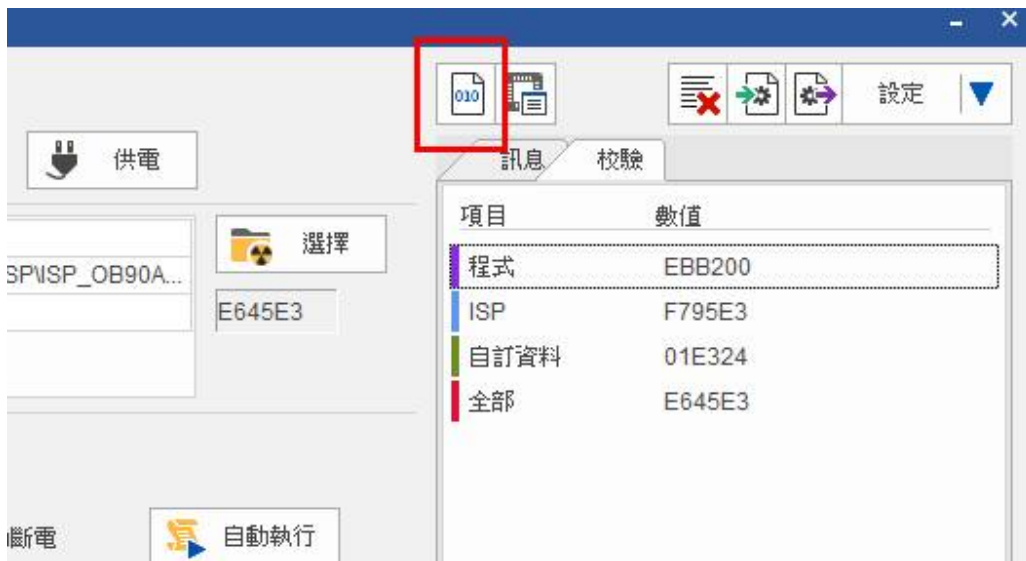 010
設定
供電
訊息 校驗
項目 數值
選擇
SP\ISP_OB90A...
程式 EBB200
E645E3
ISP F795E3
自訂資料 01E324
全部 E645E3
斷電
自動執行